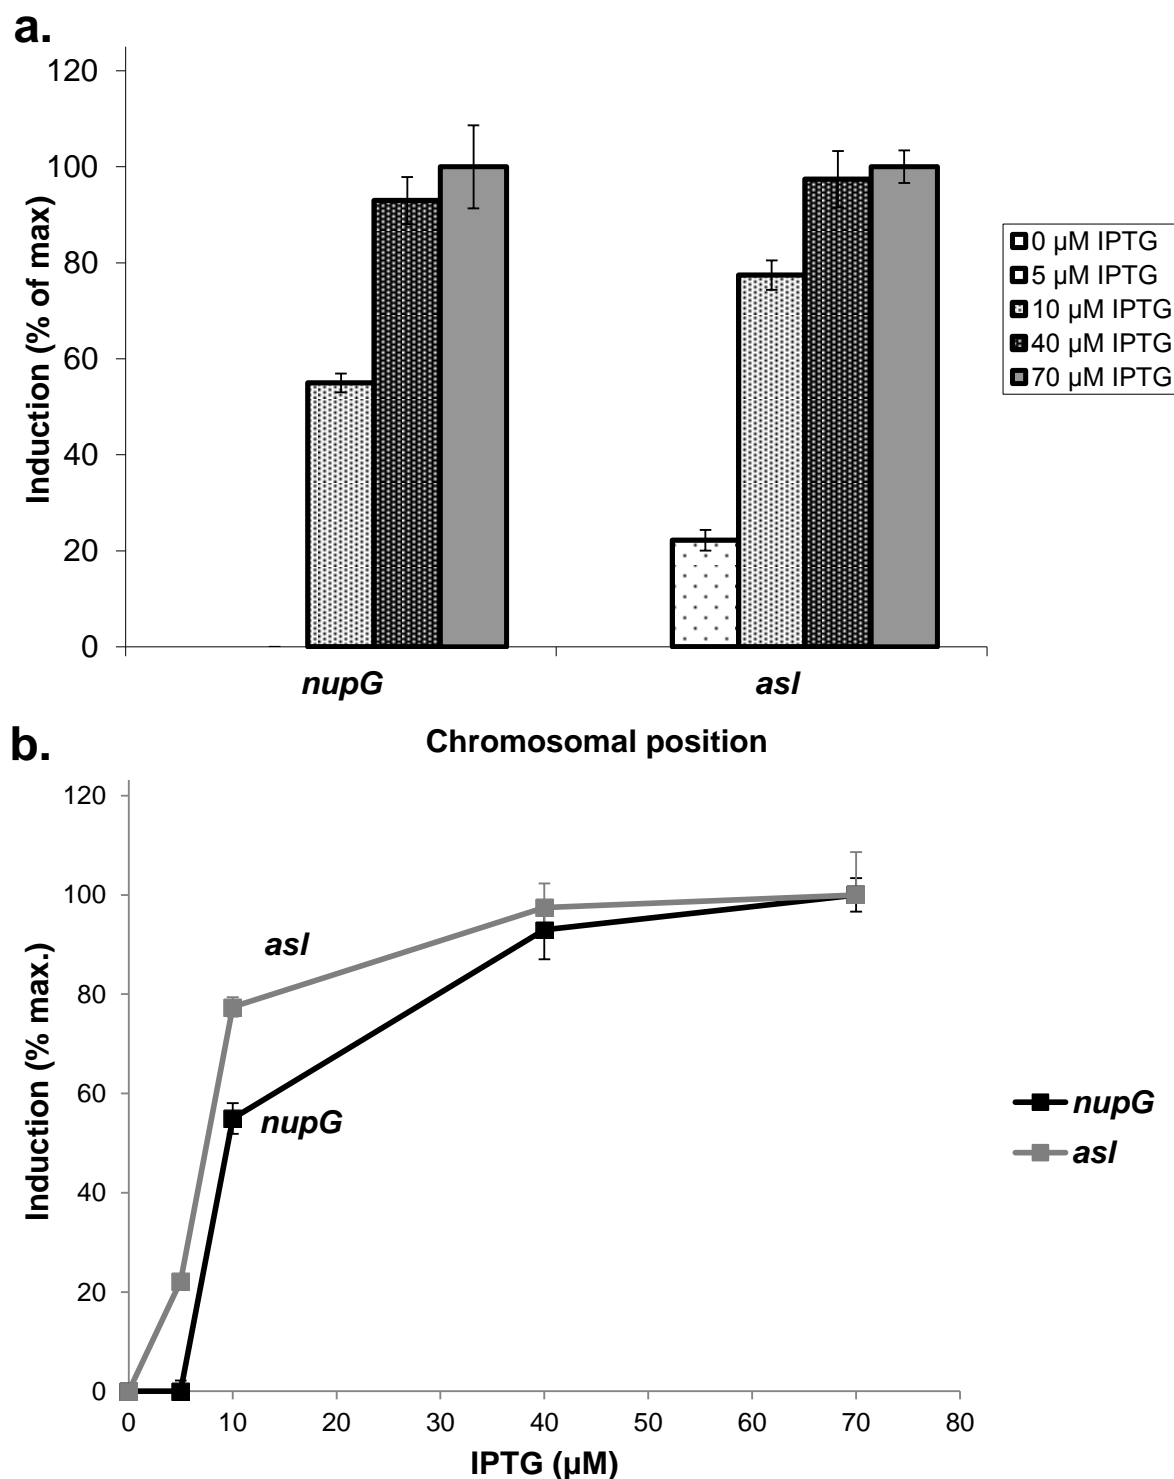 a.
120
100
80
60
40
20
0
Induction (% of max)
0 µM IPTG
5 µM IPTG
10 µM IPTG
40 µM IPTG
70 µM IPTG
nupG
asl
Chromosomal position
b.
120
100
80
60
40
20
0
Induction (% max.)
asl
nupG
nupG
asl
0 10 20 30 40 50 60 70 80
IPTG (µM)